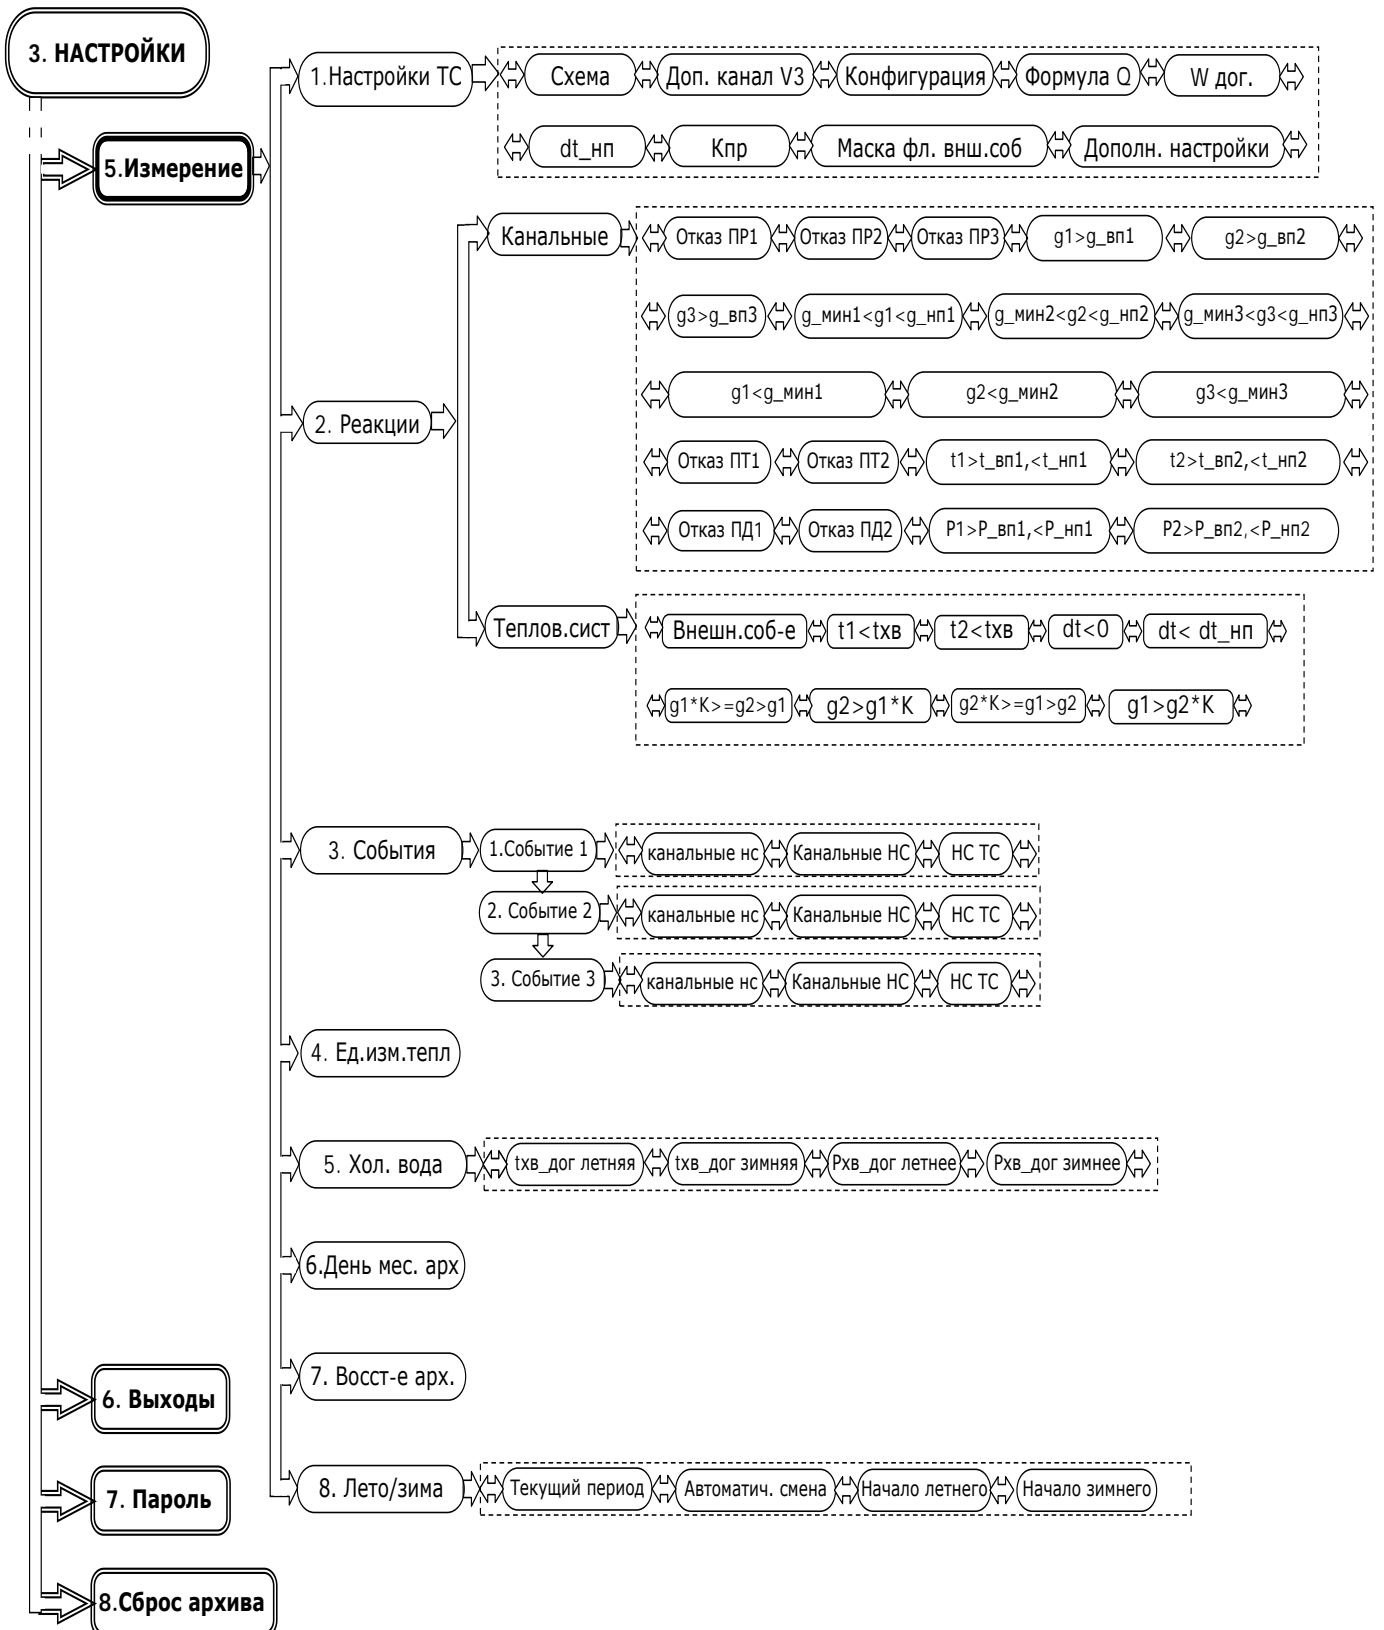 3. НАСТРОЙКИ
5.Измерение
1.Настройки ТС
Схема
Доп. канал V3
Конфигурация
Формула Q
W дог.
dt_нп
Кпр
Маска фл. внш.соб
Дополн. настройки
2. Реакции
Канальные
Отказ ПР1
Отказ ПР2
Отказ ПР3
g1>g_вп1
g2>g_вп2
g3>g_вп3
g_мин1<g1<g_нп1
g_мин2<g2<g_нп2
g_мин3<g3<g_нп3
g1<g_мин1
g2<g_мин2
g3<g_мин3
Отказ ПТ1
Отказ ПТ2
t1>t_вп1,<t_нп1
t2>t_вп2,<t_нп2
Отказ ПД1
Отказ ПД2
P1>P_вп1,<P_нп1
P2>P_вп2,<P_нп2
Теплов.сист
Внешн.соб-е
t1<tхв
t2<tхв
dt<0
dt< dt_нп
g1*K>=g2>g1
g2>g1*K
g2*K>=g1>g2
g1>g2*K
3. События
1.Событие 1
канальные нс
Канальные НС
НС ТС
2. Событие 2
канальные нс
Канальные НС
НС ТС
3. Событие 3
канальные нс
Канальные НС
НС ТС
4. Ед.изм.тепл
5. Хол. вода
tхв_дог летняя
tхв_дог зимняя
Рхв_дог летнее
Рхв_дог зимнее
6.День мес. арх
7. Восст-е арх.
8. Лето/зима
Текущий период
Автоматич. смена
Начало летнего
Начало зимнего
6. Выходы
7. Пароль
8.Сброс архива